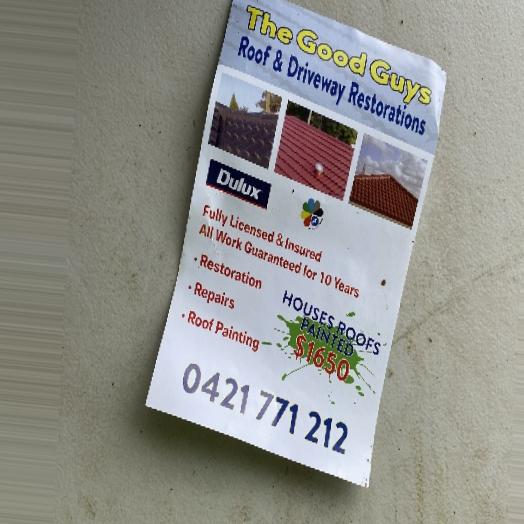 The Good Guys
Roof & Driveway Restorations
Dulux
Fully Licensed & Insured
All Work Guaranteed for 10 Years
· Restoration
· Repairs
· Roof Painting
HOUSES ROOFS
PAINTED
$1650
0421 771 212